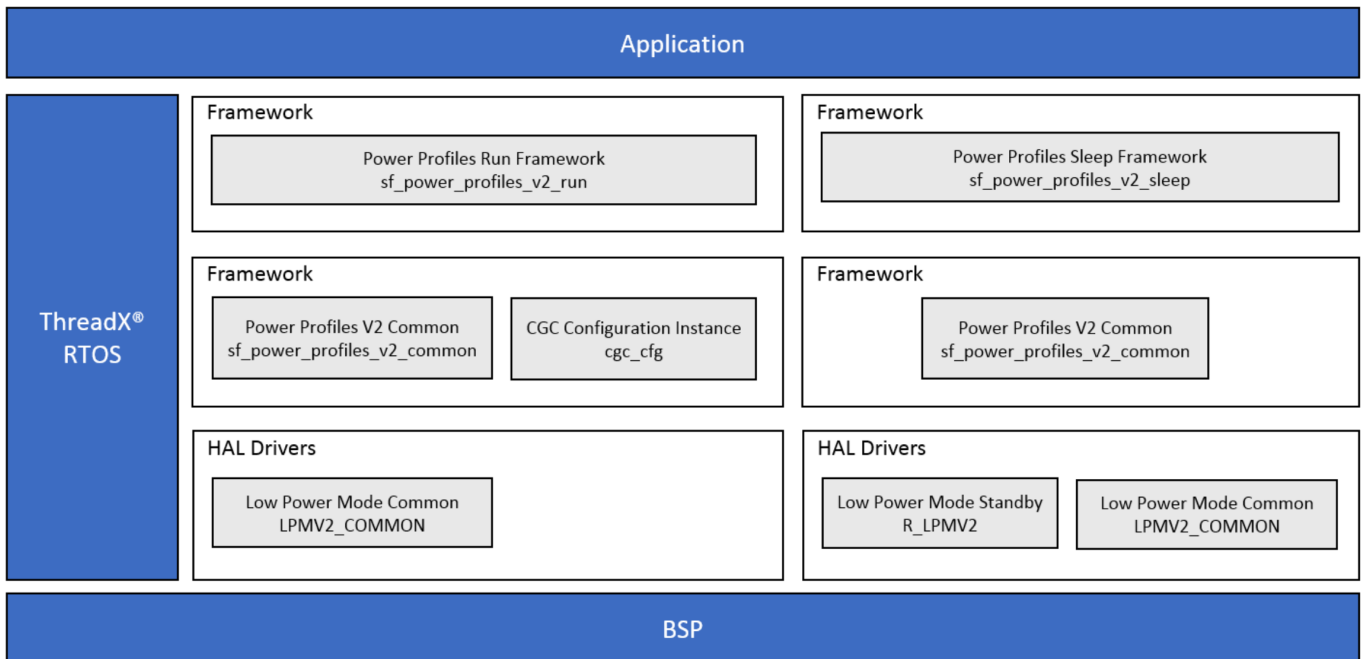 Application
ThreadX®
RTOS
Framework
Power Profiles Run Framework
sf_power_profiles_v2_run
Framework
Power Profiles Sleep Framework
sf_power_profiles_v2_sleep
Framework
Power Profiles V2 Common
sf_power_profiles_v2_common
CGC Configuration Instance
cgc_cfg
Framework
Power Profiles V2 Common
sf_power_profiles_v2_common
HAL Drivers
Low Power Mode Common
LPMV2_COMMON
HAL Drivers
Low Power Mode Standby
R_LPMV2
Low Power Mode Common
LPMV2_COMMON
BSP